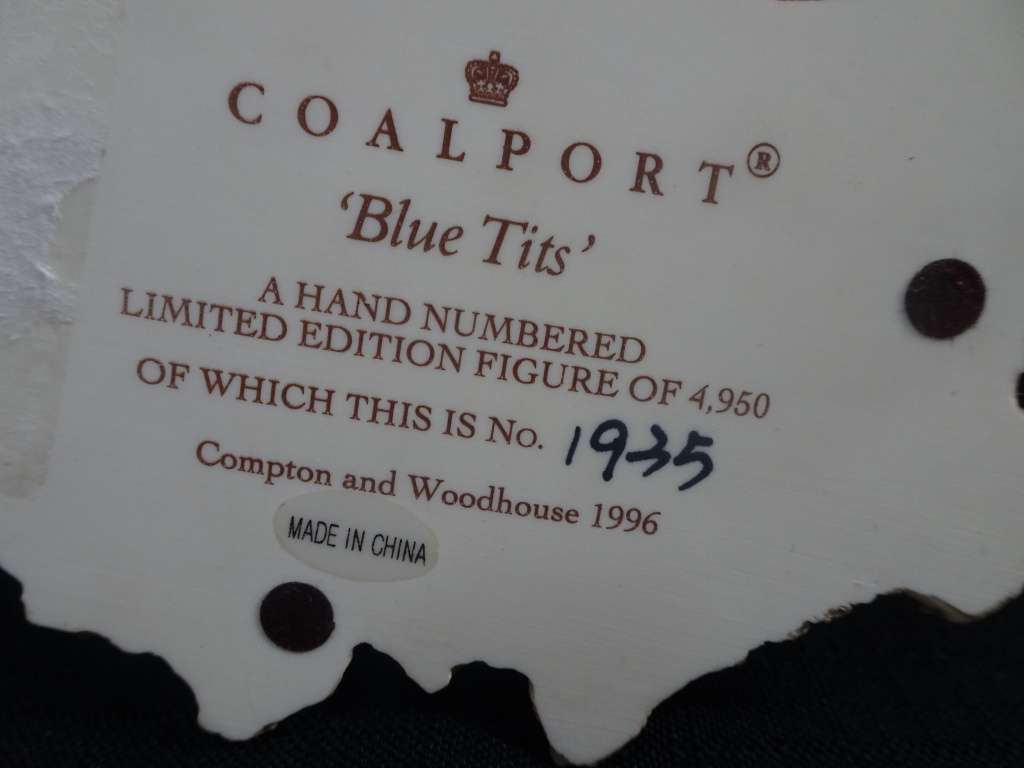 COALPORT®
‘Blue Tits’
A HAND NUMBERED
LIMITED EDITION FIGURE OF 4,950
OF WHICH THIS IS No. 1935
Compton and Woodhouse 1996
MADE IN CHINA